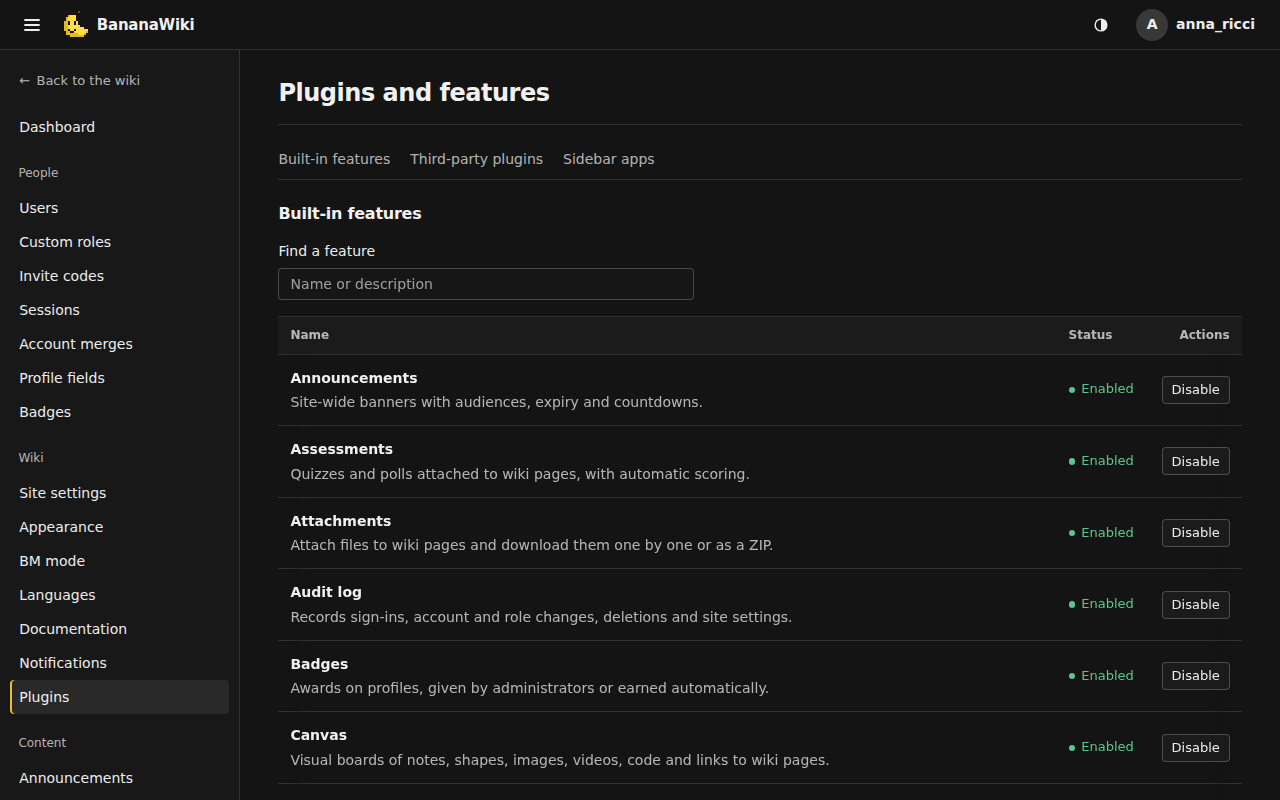 BananaWiki
A
anna_ricci
← Back to the wiki
Dashboard
People
Users
Custom roles
Invite codes
Sessions
Account merges
Profile fields
Badges
Wiki
Site settings
Appearance
BM mode
Languages
Documentation
Notifications
Plugins
Content
Announcements
Plugins and features
Built-in features Third-party plugins Sidebar apps
Built-in features
Find a feature
Name or description
Name Status Actions
Announcements
Site-wide banners with audiences, expiry and countdowns.
Enabled Disable
Assessments
Quizzes and polls attached to wiki pages, with automatic scoring.
Enabled Disable
Attachments
Attach files to wiki pages and download them one by one or as a ZIP.
Enabled Disable
Audit log
Records sign-ins, account and role changes, deletions and site settings.
Enabled Disable
Badges
Awards on profiles, given by administrators or earned automatically.
Enabled Disable
Canvas
Visual boards of notes, shapes, images, videos, code and links to wiki pages.
Enabled Disable